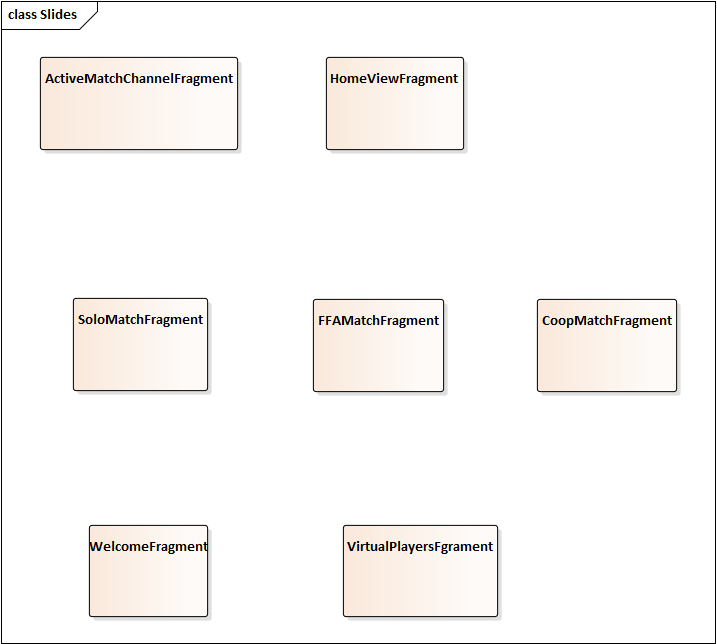 class Slides
ActiveMatchChannelFragment
HomeViewFragment
SoloMatchFragment
FFAMatchFragment
CoopMatchFragment
WelcomeFragment
VirtualPlayersFgrament